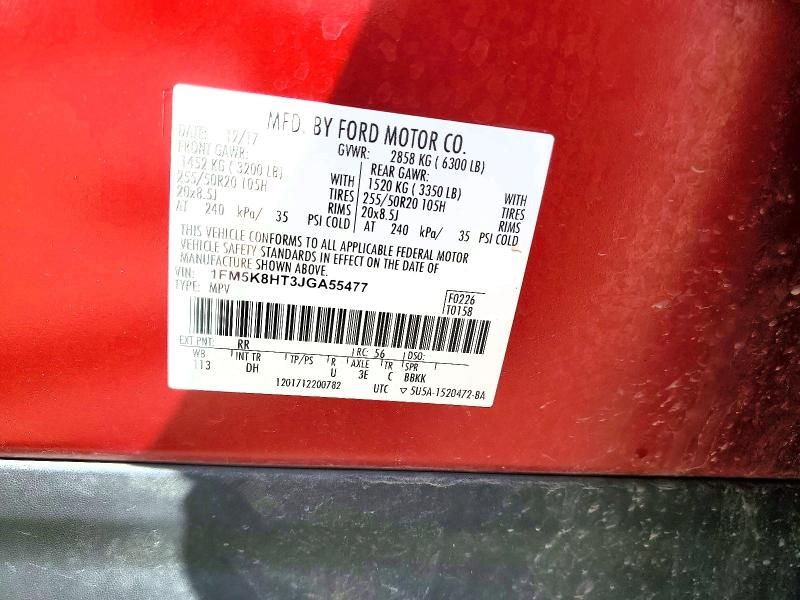 MFD. BY FORD MOTOR CO.
DATE: 12/17
GVWR: 2858 KG ( 6300 LB)
FRONT GAWR:
1452 KG ( 3200 LB)
255/50R20 105H
20x8.5J
AT 240 kPa/ 35 PSI COLD
WITH
TIRES
RIMS
REAR GAWR:
1520 KG ( 3350 LB)
255/50R20 105H
20x8.5J
AT 240 kPa/ 35 PSI COLD
WITH
TIRES
RIMS
THIS VEHICLE CONFORMS TO ALL APPLICABLE FEDERAL MOTOR
VEHICLE SAFETY STANDARDS IN EFFECT ON THE DATE OF
MANUFACTURE SHOWN ABOVE.
VIN: 1FM5K8HT3JGA55477
TYPE: MPV
F0226
T0158
EXT PNT: RR RC: 56 DSO:
WB INT TR TP/PS R AXLE TR SPR
113 DH U 3E C BBKK
1201712200782 UTC ▽ 5U5A-1520472-BA